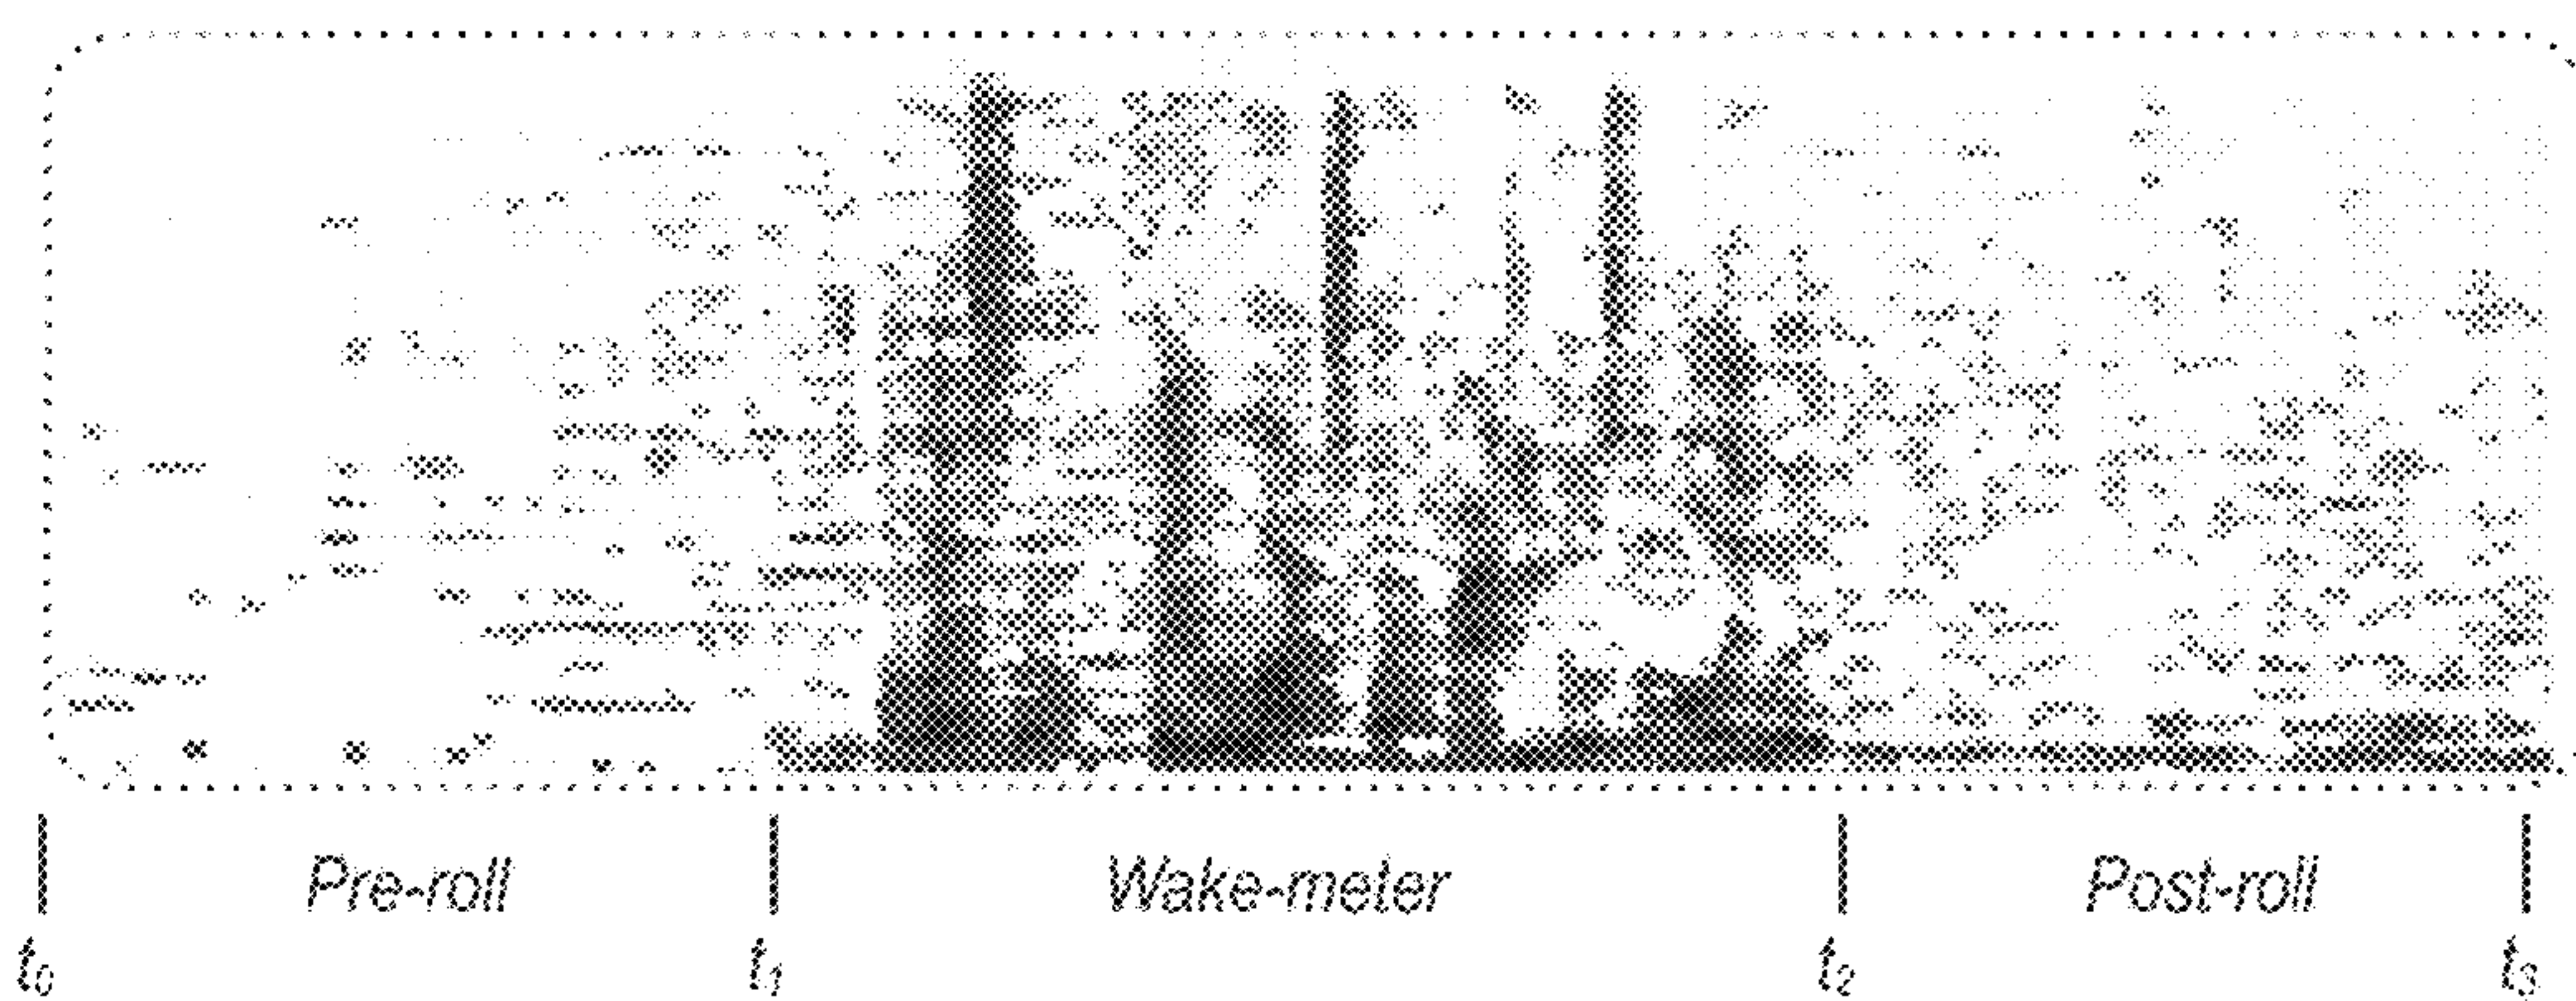 Pre-roll Wake-meter Post-roll
t₀ t₁ t₂ t₃